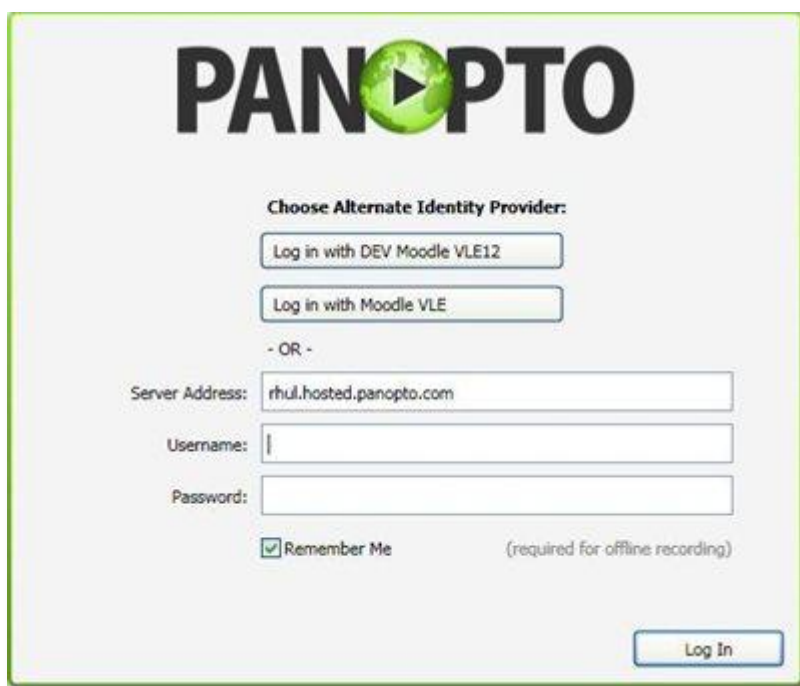 PANOPTO
Choose Alternate Identity Provider:
Log in with DEV Moodle VLE12
Log in with Moodle VLE
- OR -
Server Address: rhul.hosted.panopto.com
Username:
Password:
Remember Me (required for offline recording)
Log In